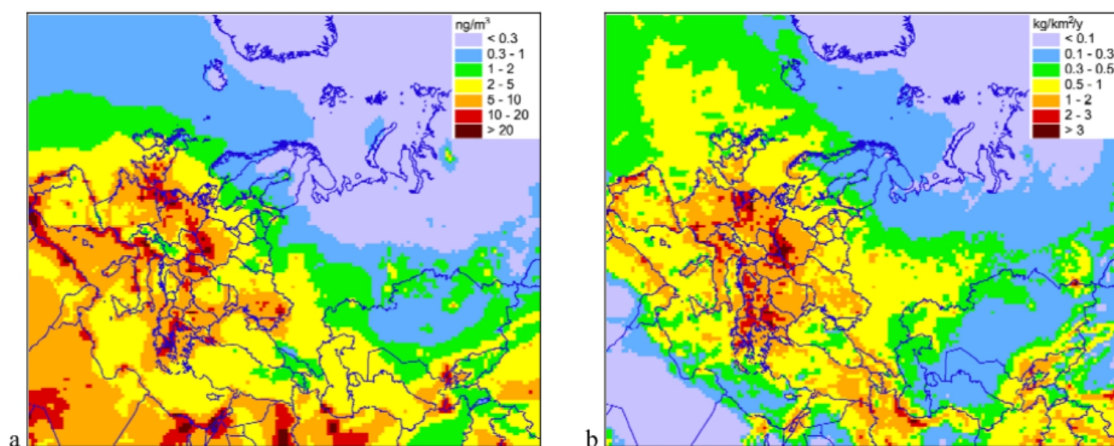 ng/m³
< 0.3
0.3 - 1
1 - 2
2 - 5
5 - 10
10 - 20
> 20
a
kg/km²/y
< 0.1
0.1 - 0.3
0.3 - 0.5
0.5 - 1
1 - 2
2 - 3
> 3
b